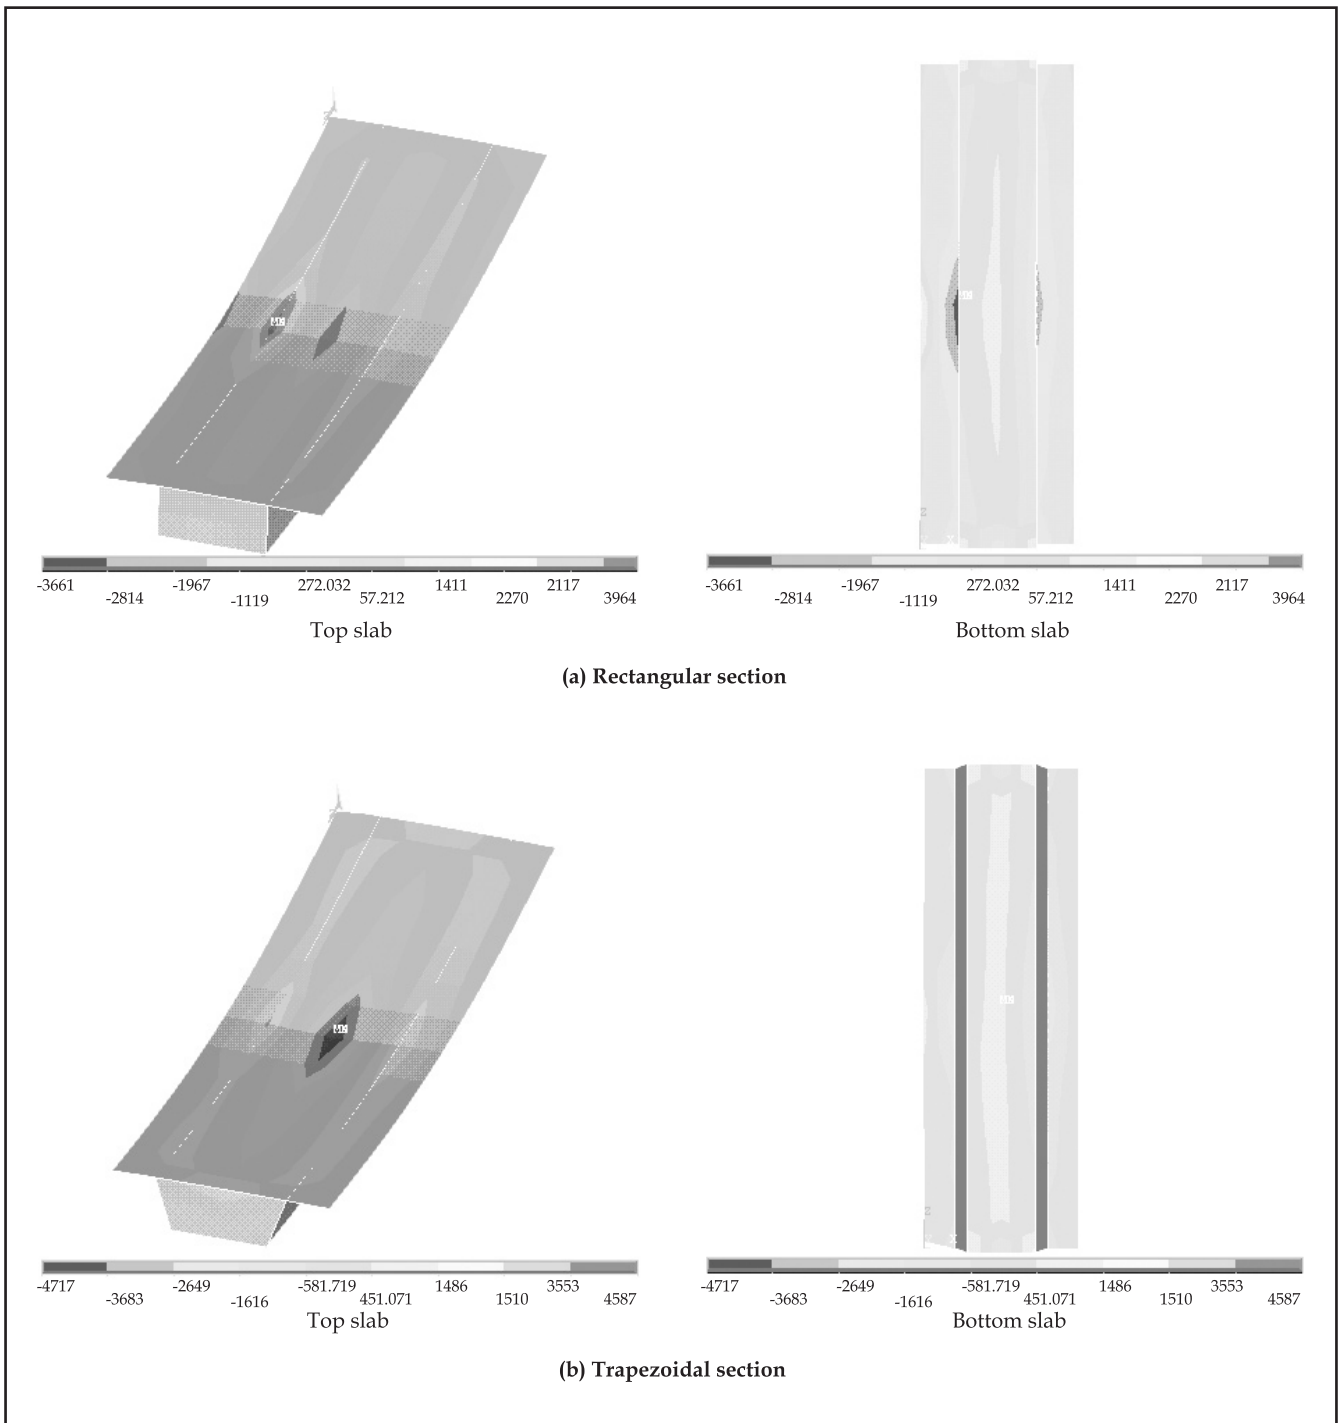 -3661 -1967 272.032 1411 2117
-2814 -1119 57.212 2270 3964
Top slab
-3661 -1967 272.032 1411 2117
-2814 -1119 57.212 2270 3964
Bottom slab
(a) Rectangular section
-4717 -2649 -581.719 1486 3553
-3683 -1616 451.071 1510 4587
Top slab
Z
X
-4717 -2649 -581.719 1486 3553
-3683 -1616 451.071 1510 4587
Bottom slab
(b) Trapezoidal section